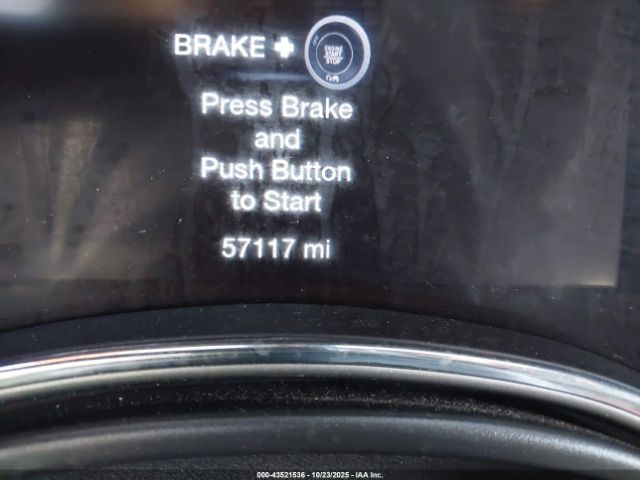 BRAKE +
ENGINE
START
STOP
Press Brake
and
Push Button
to Start
57117 mi
000-43521536 - 10/23/2025 - IAA Inc.